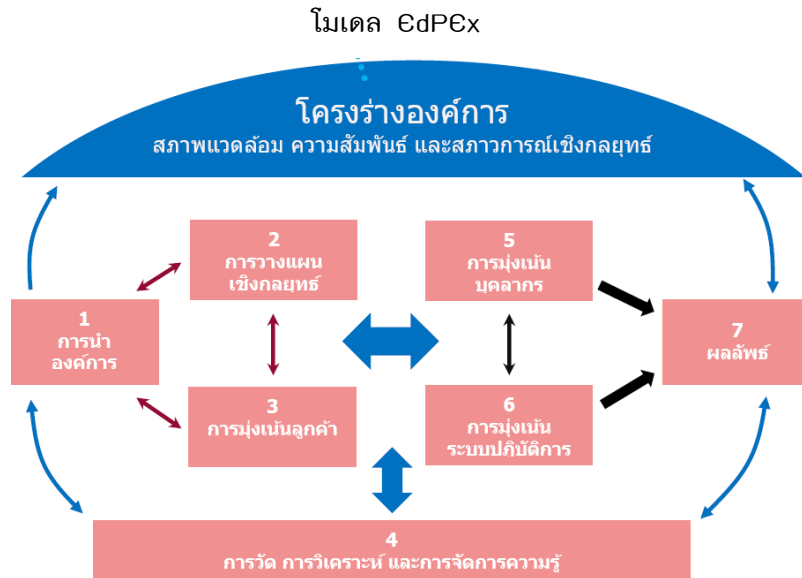 โมเดล EdPEx
โครงร่างองค์การ
สภาพแวดล้อม ความสัมพันธ์ และสภาวการณ์เชิงกลยุทธ์
1
การนำ
องค์การ
2
การวางแผน
เชิงกลยุทธ์
3
การมุ่งเน้นลูกค้า
5
การมุ่งเน้น
บุคลากร
6
การมุ่งเน้น
ระบบปฏิบัติการ
7
ผลลัพธ์
4
การวัด การวิเคราะห์ และการจัดการความรู้